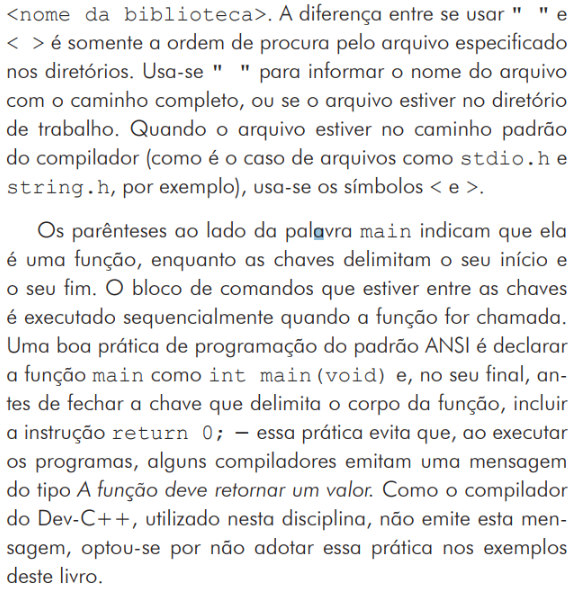 <nome da biblioteca>. A diferença entre se usar " " e
< > é somente a ordem de procura pelo arquivo especificado
nos diretórios. Usa-se " " para informar o nome do arquivo
com o caminho completo, ou se o arquivo estiver no diretório
de trabalho. Quando o arquivo estiver no caminho padrão
do compilador (como é o caso de arquivos como stdio.h e
string.h, por exemplo), usa-se os símbolos < e >.
Os parênteses ao lado da palavra main indicam que ela
é uma função, enquanto as chaves delimitam o seu início e
o seu fim. O bloco de comandos que estiver entre as chaves
é executado sequencialmente quando a função for chamada.
Uma boa prática de programação do padrão ANSI é declarar
a função main como int main(void) e, no seu final, an-
tes de fechar a chave que delimita o corpo da função, incluir
a instrução return 0; — essa prática evita que, ao executar
os programas, alguns compiladores emitam uma mensagem
do tipo A função deve retornar um valor. Como o compilador
do Dev-C++, utilizado nesta disciplina, não emite esta men-
sagem, optou-se por não adotar essa prática nos exemplos
deste livro.